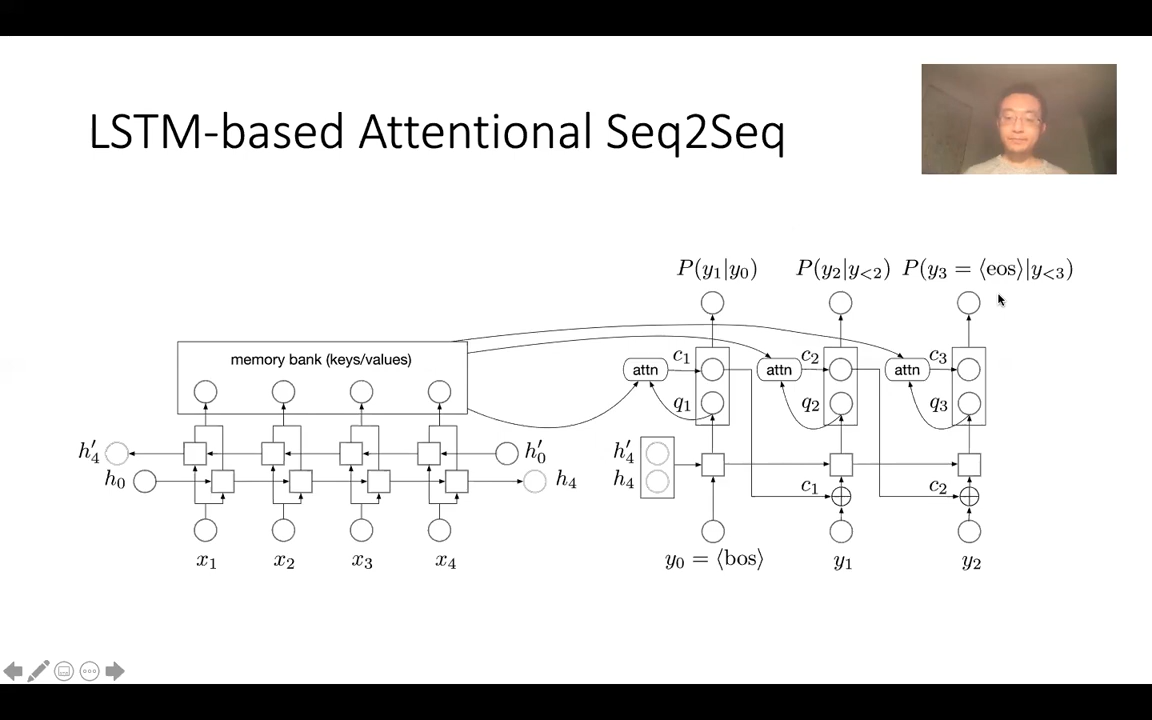 LSTM-based Attentional Seq2Seq
P(y₁|y₀) P(y₂|y<₂) P(y₃ = ⟨eos⟩|y<₃)
memory bank (keys/values)
attn c₁ attn c₂ attn c₃
q₁ q₂ q₃
h′₄ h′₀ h′₄
h₀ h₄ h₄
c₁ c₂
x₁ x₂ x₃ x₄ y₀ = ⟨bos⟩ y₁ y₂